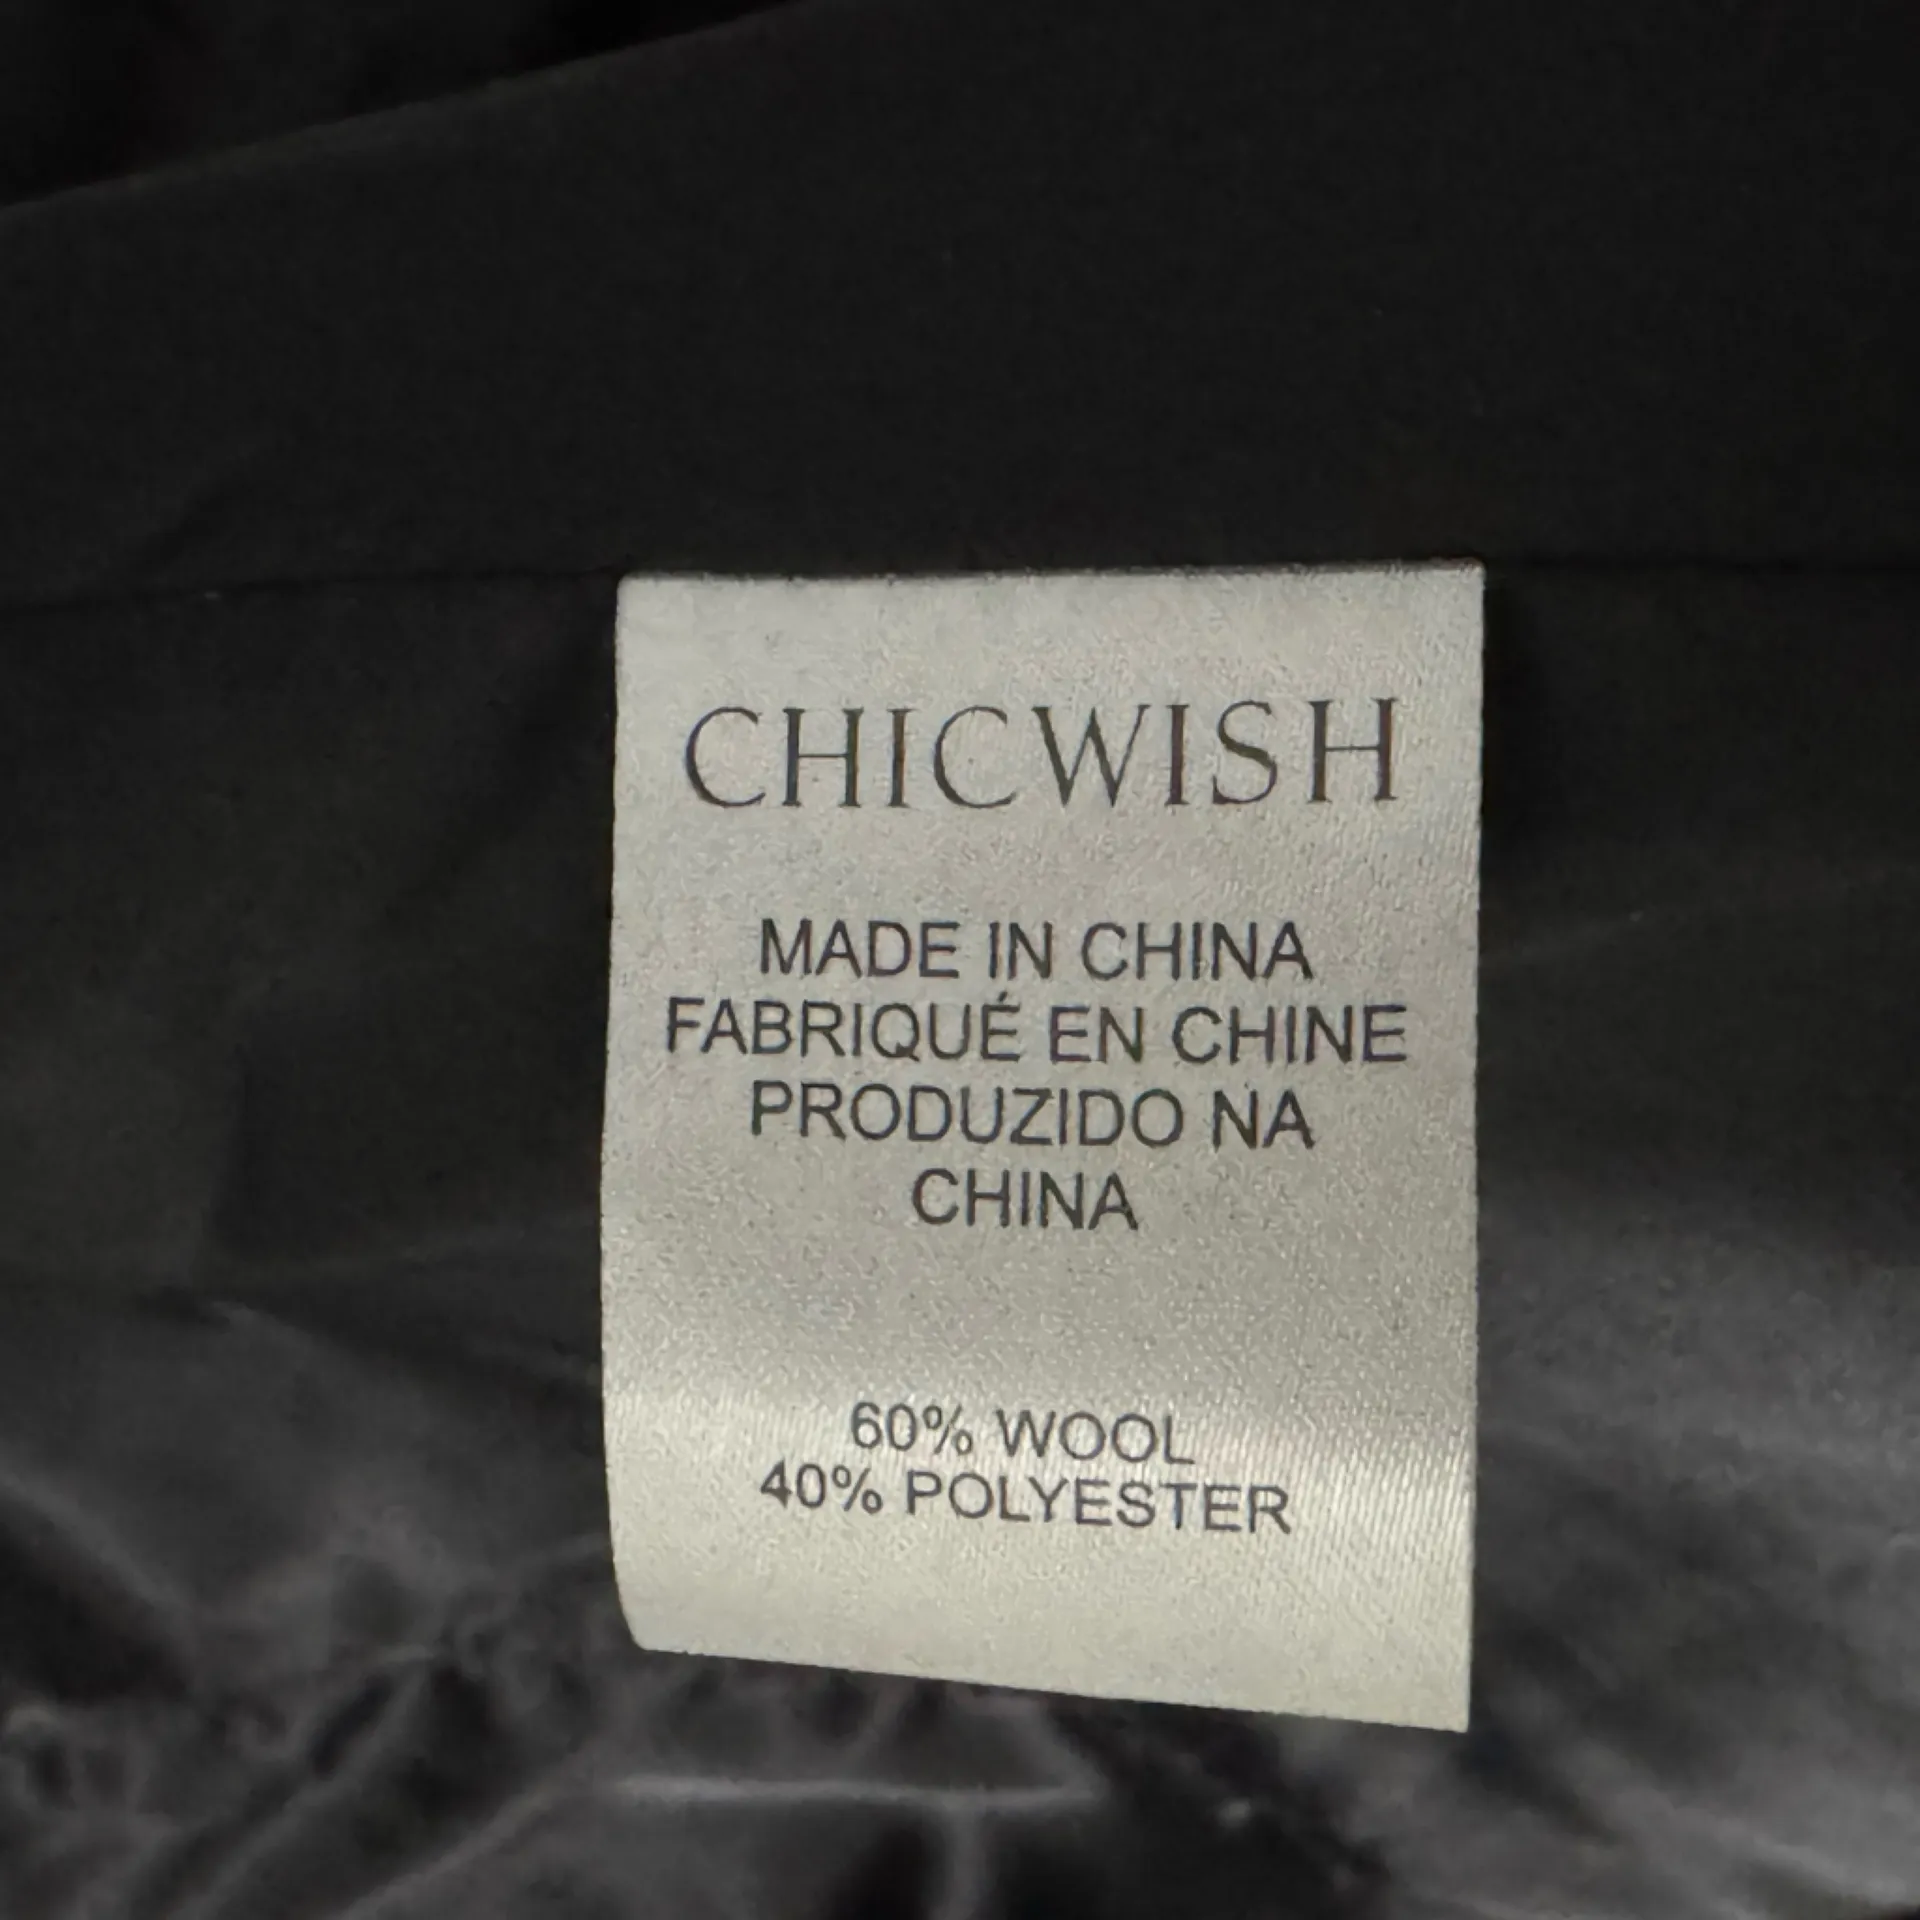 CHICWISH
MADE IN CHINA
FABRIQUÉ EN CHINE
PRODUZIDO NA
CHINA
60% WOOL
40% POLYESTER